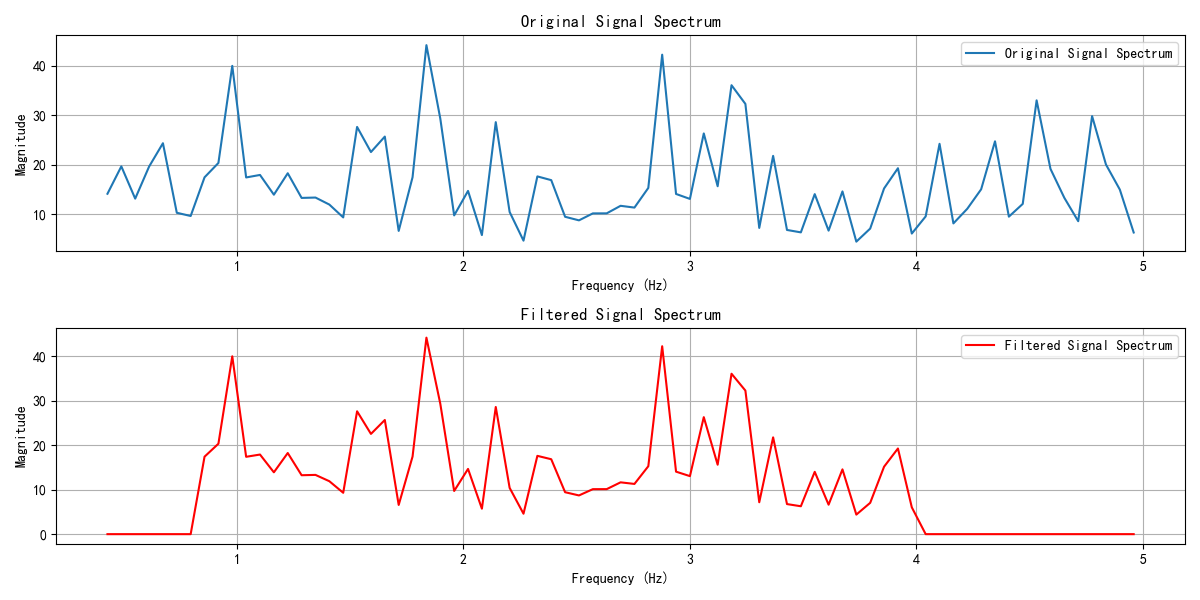 Original Signal Spectrum
Original Signal Spectrum
Magnitude
40
30
20
10
1 2 3 4 5
Frequency (Hz)
Filtered Signal Spectrum
Filtered Signal Spectrum
Magnitude
40
30
20
10
0
1 2 3 4 5
Frequency (Hz)